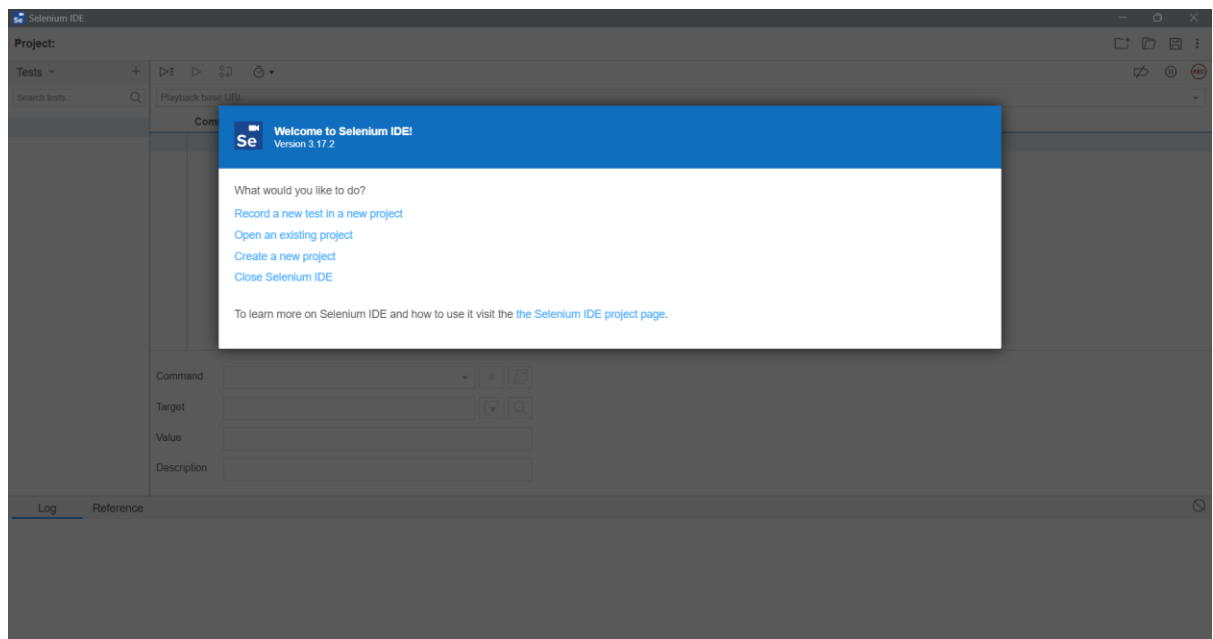 Se Selenium IDE
Project:
Tests
Search tests...
Playback base URL
Com
Se
Welcome to Selenium IDE!
Version 3.17.2
What would you like to do?
Record a new test in a new project
Open an existing project
Create a new project
Close Selenium IDE
To learn more on Selenium IDE and how to use it visit the the Selenium IDE project page.
REC
Command
Target
Value
Description
Log Reference